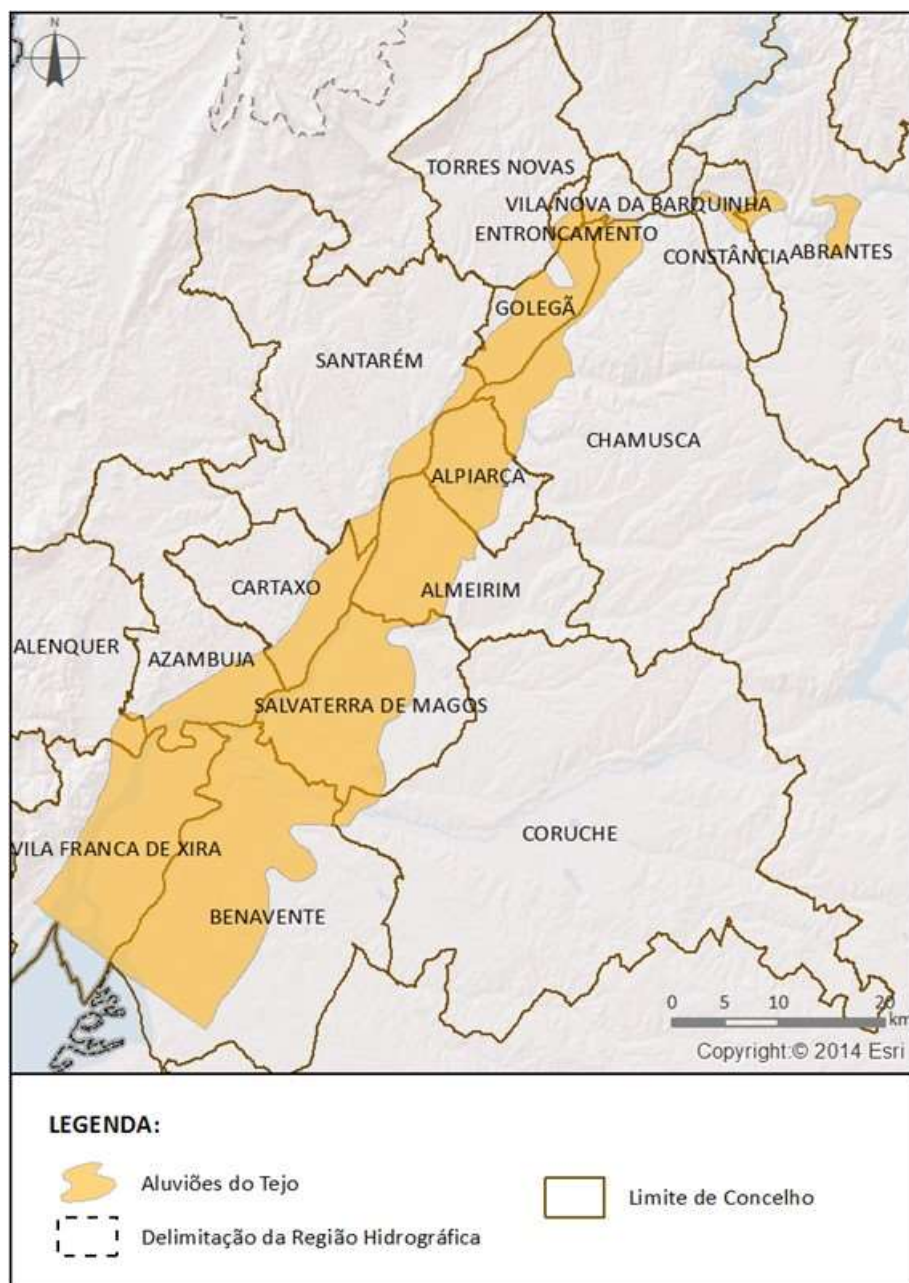 N
TORRES NOVAS
VILA NOVA DA BARQUINHA
ENTRONCAMENTO
CONSTÂNCIA
ABRANTES
GOLEGÃ
SANTARÉM
CHAMUSCA
ALPIARÇA
CARTAXO
ALMEIRIM
ALENQUER
AZAMBUJA
SALVATERRA DE MAGOS
CORUCHE
VILA FRANCA DE XIRA
BENAVENTE
0 5 10 20
km
Copyright:© 2014 Esri
LEGENDA:
Aluviões do Tejo
Limite de Concelho
Delimitação da Região Hidrográfica